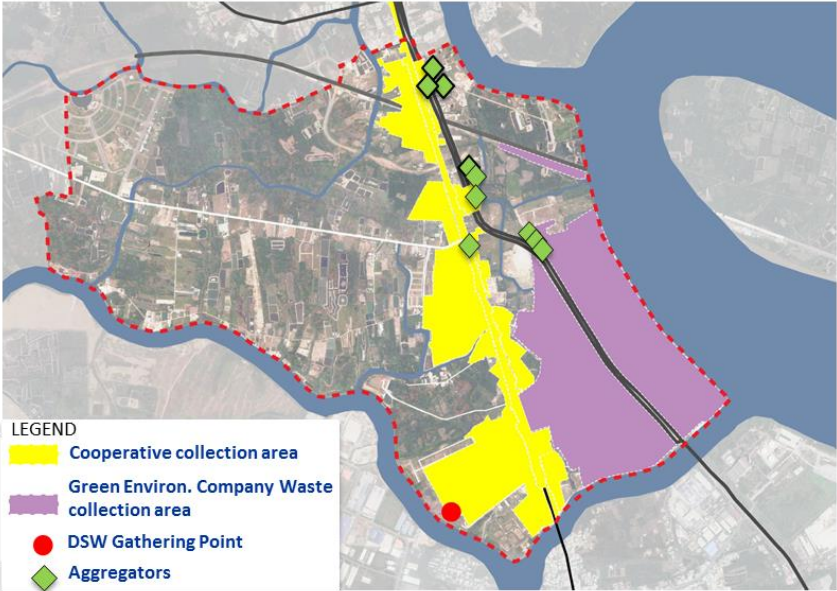 LEGEND
Cooperative collection area
Green Environ. Company Waste
collection area
DSW Gathering Point
Aggregators